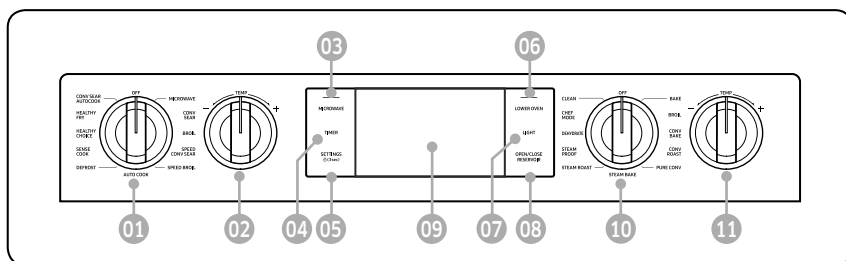 03
06
OFF
CONV SEAR
AUTOCOOK
MICROWAVE
HEALTHY
FRY
CONV
SEAR
HEALTHY
CHOICE
BROIL
SENSE
COOK
SPEED
CONV SEAR
DEFROST
SPEED BROIL
AUTO COOK
TEMP
− +
MICROWAVE
TIMER
SETTINGS
(3 sec)
LOWER OVEN
LIGHT
OPEN/CLOSE
RESERVOIR
OFF
CLEAN
BAKE
CHEF
MODE
BROIL
DEHYDRATE
CONV
BAKE
STEAM
PROOF
CONV
ROAST
STEAM ROAST
PURE CONV
STEAM BAKE
TEMP
− +
01
02
04
05
09
07
08
10
11